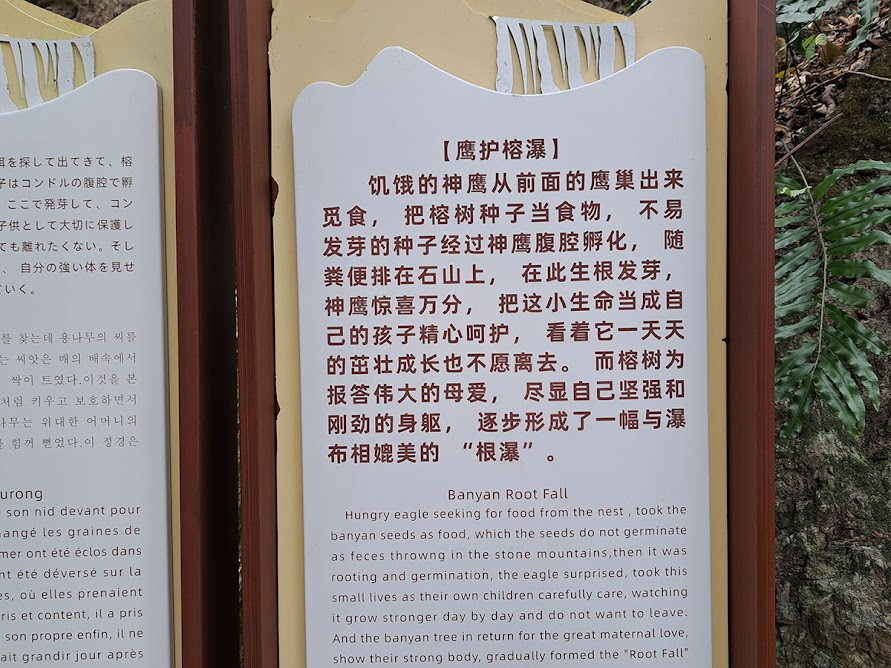 耳を探して出てきて、榕
子はコンドルの腹腔で孵
ここで発芽して、コン
子供として大切に保護し
ても離れたくない。そし
、自分の強い体を見せ
ていく。
를 찾는데 용나무의 씨를
는 씨앗은 매의 배속에서
싹이 트였다.이것을 본
처럼 키우고 보호하면서
나무는 위대한 어머니의
를 힘껏 뻗었다.이 정경은
urong
son nid devant pour
angé les graines de
mer ont été éclos dans
nt été déversé sur la
es, où elles prenaient
ris et content, il a pris
son propre enfin, il ne
ait grandir jour après
【鹰护榕瀑】
饥饿的神鹰从前面的鹰巢出来
觅食，把榕树种子当食物，不易
发芽的种子经过神鹰腹腔孵化，随
粪便排在石山上，在此生根发芽，
神鹰惊喜万分，把这小生命当成自
己的孩子精心呵护，看着它一天天
的茁壮成长也不愿离去。而榕树为
报答伟大的母爱，尽显自己坚强和
刚劲的身躯，逐步形成了一幅与瀑
布相媲美的“根瀑”。
Banyan Root Fall
Hungry eagle seeking for food from the nest , took the
banyan seeds as food, which the seeds do not germinate
as feces throwng in the stone mountains,then it was
rooting and germination, the eagle surprised, took this
small lives as their own children carefully care, watching
it grow stronger day by day and do not want to leave.
And the banyan tree in return for the great maternal love,
show their strong body, gradually formed the "Root Fall"